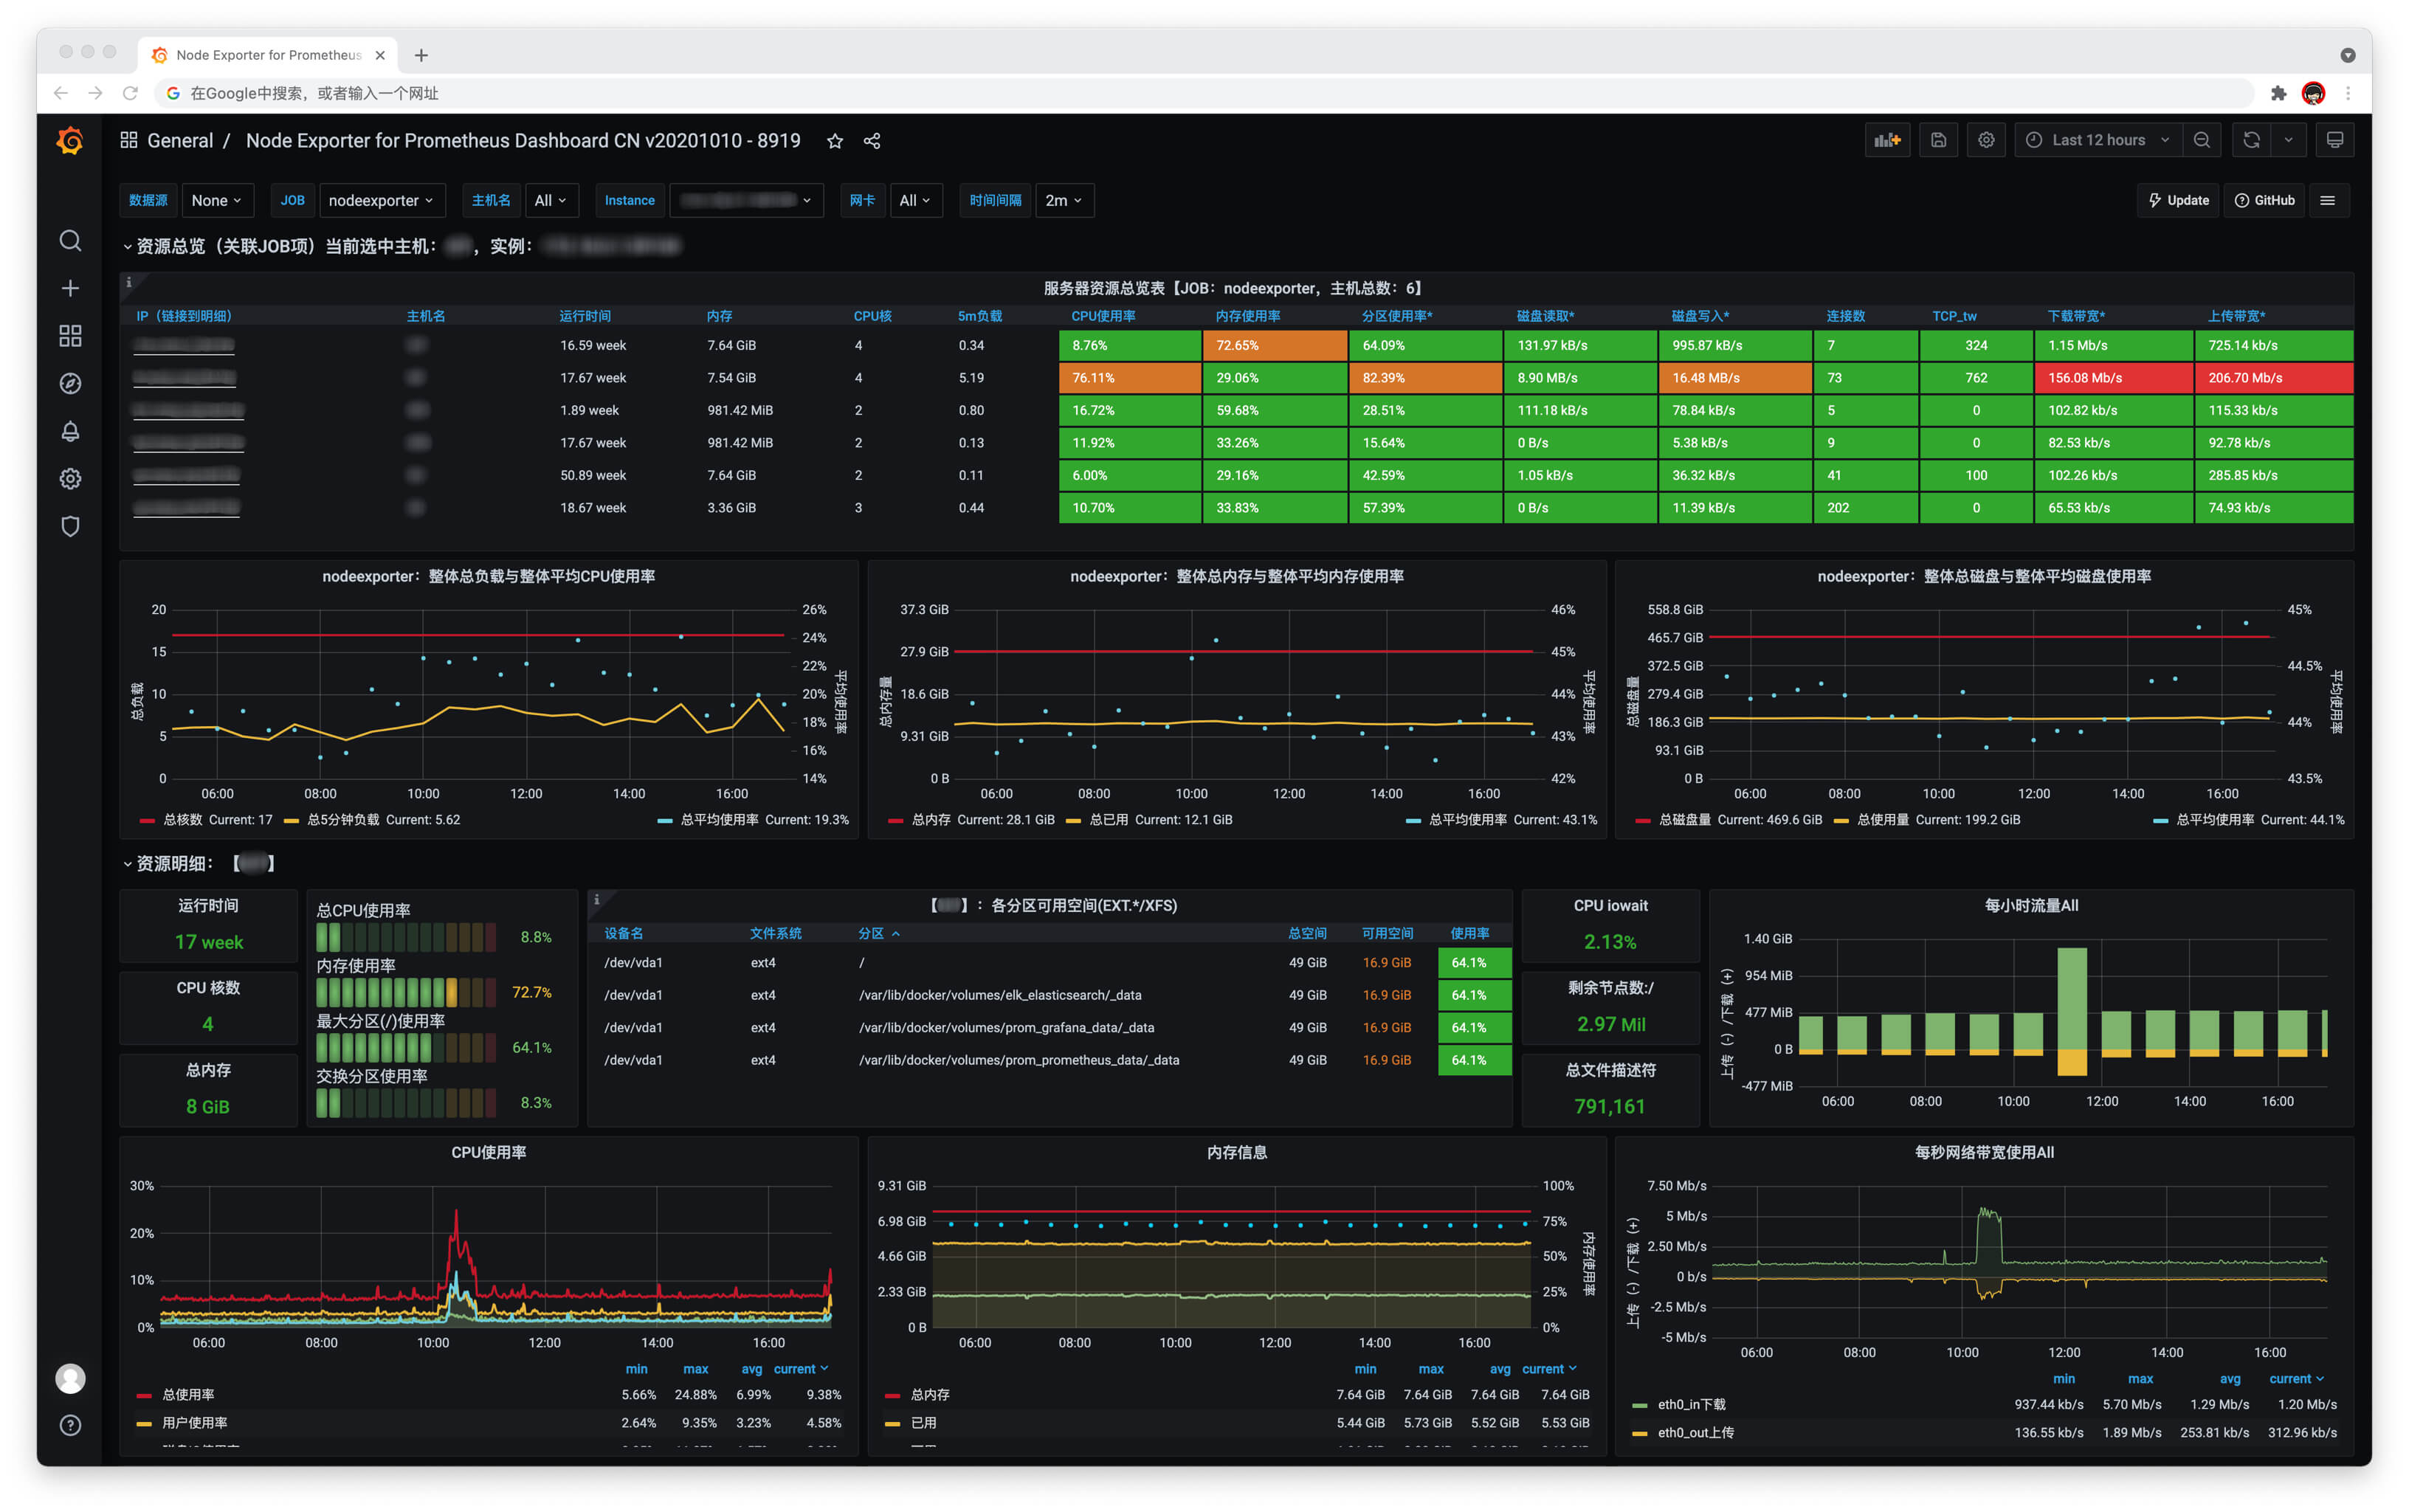 Node Exporter for Prometheus
在Google中搜索，或者输入一个网址
General / Node Exporter for Prometheus Dashboard CN v20201010 - 8919
Last 12 hours
数据源 None JOB nodeexporter 主机名 All Instance 网卡 All 时间间隔 2m Update GitHub
资源总览（关联JOB项）当前选中主机： ，实例：
服务器资源总览表【JOB：nodeexporter，主机总数：6】
IP（链接到明细） 主机名 运行时间 内存 CPU核 5m负载 CPU使用率 内存使用率 分区使用率* 磁盘读取* 磁盘写入* 连接数 TCP_tw 下载带宽* 上传带宽*
16.59 week 7.64 GiB 4 0.34 8.76% 72.65% 64.09% 131.97 kB/s 995.87 kB/s 7 324 1.15 Mb/s 725.14 kb/s
17.67 week 7.54 GiB 4 5.19 76.11% 29.06% 82.39% 8.90 MB/s 16.48 MB/s 73 762 156.08 Mb/s 206.70 Mb/s
1.89 week 981.42 MiB 2 0.80 16.72% 59.68% 28.51% 111.18 kB/s 78.84 kB/s 5 0 102.82 kb/s 115.33 kb/s
17.67 week 981.42 MiB 2 0.13 11.92% 33.26% 15.64% 0 B/s 5.38 kB/s 9 0 82.53 kb/s 92.78 kb/s
50.89 week 7.64 GiB 2 0.11 6.00% 29.16% 42.59% 1.05 kB/s 36.32 kB/s 41 100 102.26 kb/s 285.85 kb/s
18.67 week 3.36 GiB 3 0.44 10.70% 33.83% 57.39% 0 B/s 11.39 kB/s 202 0 65.53 kb/s 74.93 kb/s
nodeexporter：整体总负载与整体平均CPU使用率
20 26%
24%
15
22%
10 20%
18%
5
16%
0 14%
总负载
平均使用率
06:00 08:00 10:00 12:00 14:00 16:00
总核数 Current: 17 总5分钟负载 Current: 5.62 总平均使用率 Current: 19.3%
nodeexporter：整体总内存与整体平均内存使用率
37.3 GiB 46%
27.9 GiB 45%
18.6 GiB 44%
9.31 GiB 43%
0 B 42%
总内存量
平均使用率
06:00 08:00 10:00 12:00 14:00 16:00
总内存 Current: 28.1 GiB 总已用 Current: 12.1 GiB 总平均使用率 Current: 43.1%
nodeexporter：整体总磁盘与整体平均磁盘使用率
558.8 GiB 45%
465.7 GiB
372.5 GiB 44.5%
279.4 GiB
186.3 GiB 44%
93.1 GiB
0 B 43.5%
总磁盘量
平均使用率
06:00 08:00 10:00 12:00 14:00 16:00
总磁盘量 Current: 469.6 GiB 总使用量 Current: 199.2 GiB 总平均使用率 Current: 44.1%
资源明细：【 】
运行时间
17 week
CPU 核数
4
总内存
8 GiB
总CPU使用率
8.8%
内存使用率
72.7%
最大分区(/)使用率
64.1%
交换分区使用率
8.3%
【 】：各分区可用空间(EXT.*/XFS)
设备名 文件系统 分区 总空间 可用空间 使用率
/dev/vda1 ext4 / 49 GiB 16.9 GiB 64.1%
/dev/vda1 ext4 /var/lib/docker/volumes/elk_elasticsearch/_data 49 GiB 16.9 GiB 64.1%
/dev/vda1 ext4 /var/lib/docker/volumes/prom_grafana_data/_data 49 GiB 16.9 GiB 64.1%
/dev/vda1 ext4 /var/lib/docker/volumes/prom_prometheus_data/_data 49 GiB 16.9 GiB 64.1%
CPU iowait
2.13%
剩余节点数:/
2.97 Mil
总文件描述符
791,161
每小时流量All
1.40 GiB
954 MiB
477 MiB
0 B
-477 MiB
上传（-）/下载（+）
06:00 08:00 10:00 12:00 14:00 16:00
CPU使用率
30%
20%
10%
0%
06:00 08:00 10:00 12:00 14:00 16:00
min max avg current
总使用率 5.66% 24.88% 6.99% 9.38%
用户使用率 2.64% 9.35% 3.23% 4.58%
内存信息
9.31 GiB 100%
6.98 GiB 75%
4.66 GiB 50%
2.33 GiB 25%
0 B 0%
内存使用率
06:00 08:00 10:00 12:00 14:00 16:00
min max avg current
总内存 7.64 GiB 7.64 GiB 7.64 GiB 7.64 GiB
已用 5.44 GiB 5.73 GiB 5.52 GiB 5.53 GiB
每秒网络带宽使用All
7.50 Mb/s
5 Mb/s
2.50 Mb/s
0 b/s
-2.5 Mb/s
-5 Mb/s
上传（-）/下载（+）
06:00 08:00 10:00 12:00 14:00 16:00
min max avg current
eth0_in下载 937.44 kb/s 5.70 Mb/s 1.29 Mb/s 1.20 Mb/s
eth0_out上传 136.55 kb/s 1.89 Mb/s 253.81 kb/s 312.96 kb/s